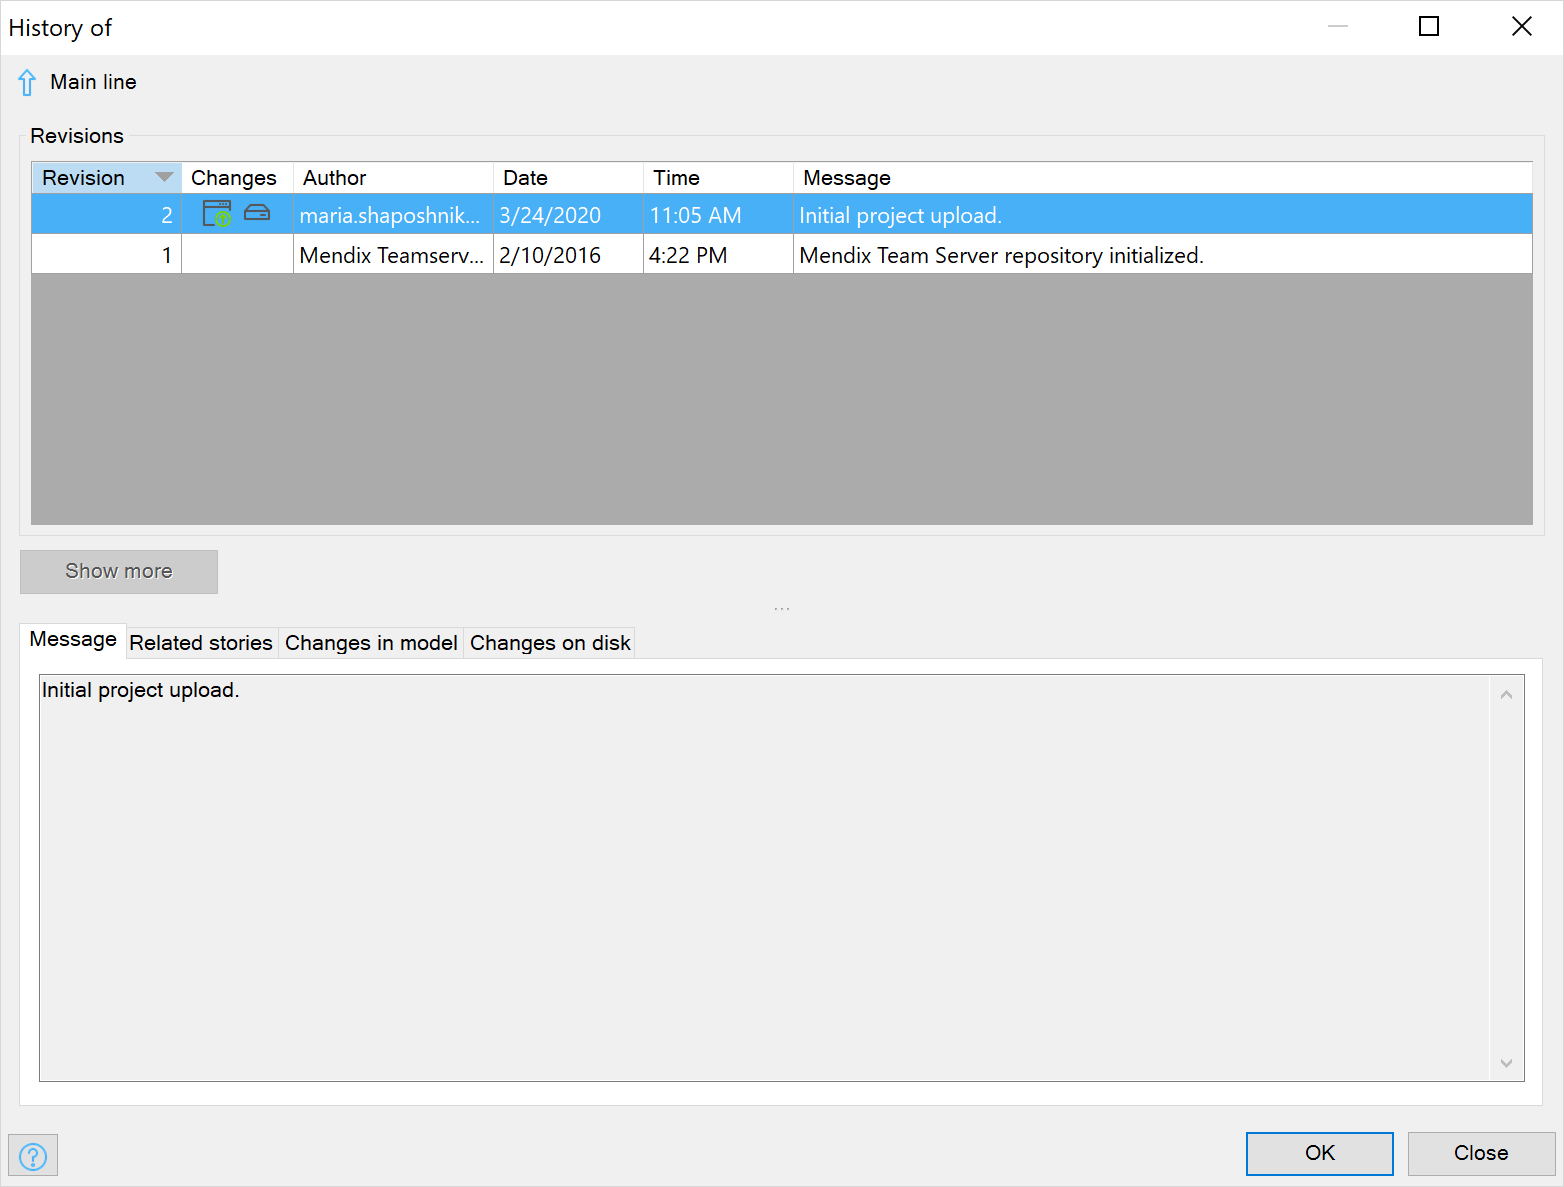 History of
Main line
Revisions
Revision Changes Author Date Time Message
2 maria.shaposhnik... 3/24/2020 11:05 AM Initial project upload.
1 Mendix Teamserv... 2/10/2016 4:22 PM Mendix Team Server repository initialized.
Show more
...
Message Related stories Changes in model Changes on disk
Initial project upload.
? OK Close